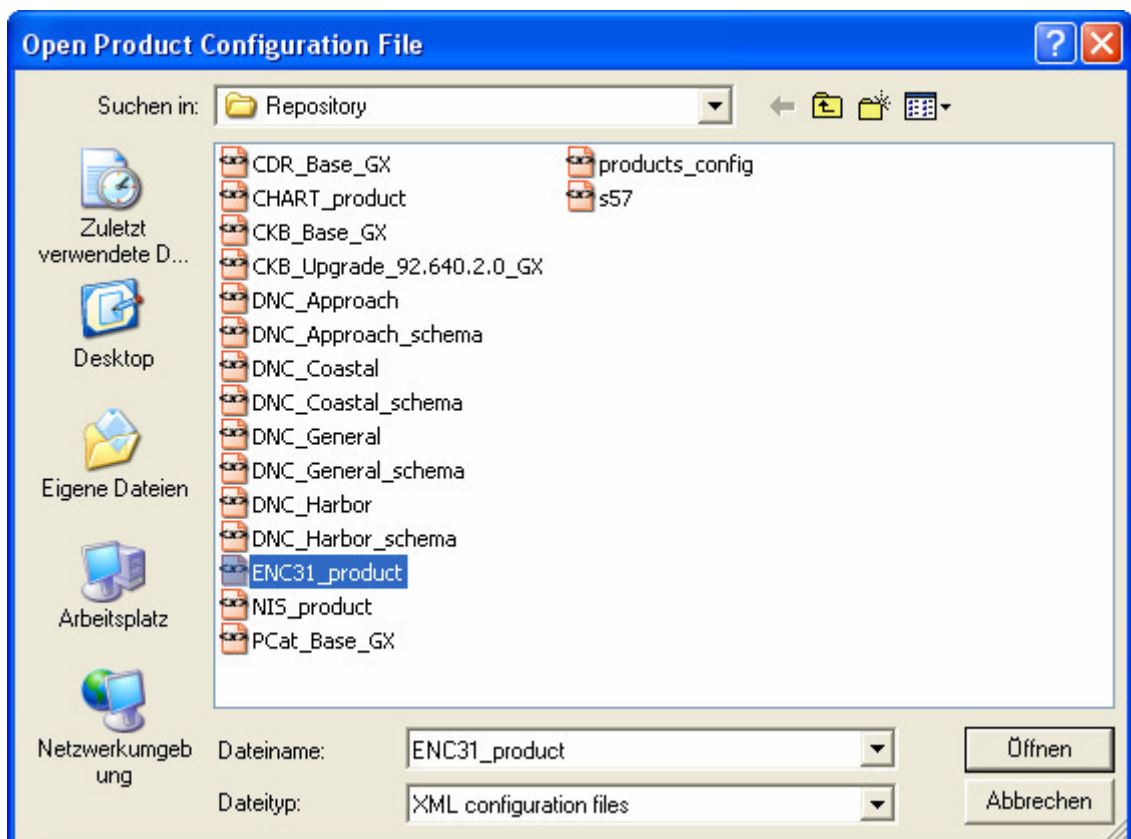 Open Product Configuration File
Suchen in:
Repository
Zuletzt
verwendete D...
Desktop
Eigene Dateien
Arbeitsplatz
Netzwerkumgeb
ung
CDR_Base_GX
CHART_product
CKB_Base_GX
CKB_Upgrade_92.640.2.0_GX
DNC_Approach
DNC_Approach_schema
DNC_Coastal
DNC_Coastal_schema
DNC_General
DNC_General_schema
DNC_Harbor
DNC_Harbor_schema
ENC31_product
NIS_product
PCat_Base_GX
products_config
s57
Dateiname:
ENC31_product
Öffnen
Dateityp:
XML configuration files
Abbrechen